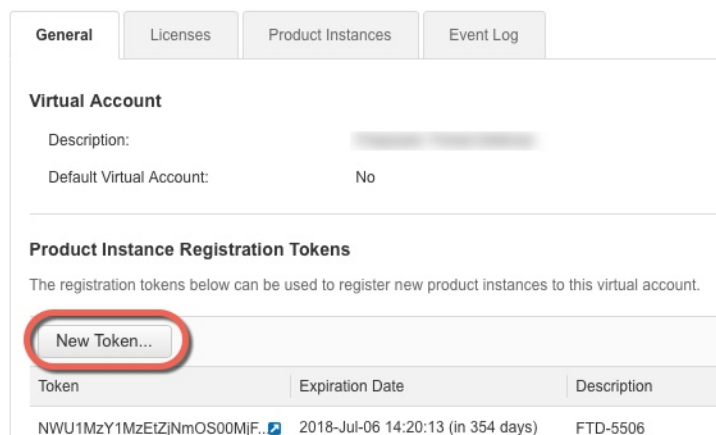 General Licenses Product Instances Event Log
Virtual Account
Description:
Default Virtual Account: No
Product Instance Registration Tokens
The registration tokens below can be used to register new product instances to this virtual account.
New Token...
Token Expiration Date Description
NWU1MzY1MzEtZjNmOS00MjF.. 2018-Jul-06 14:20:13 (in 354 days) FTD-5506